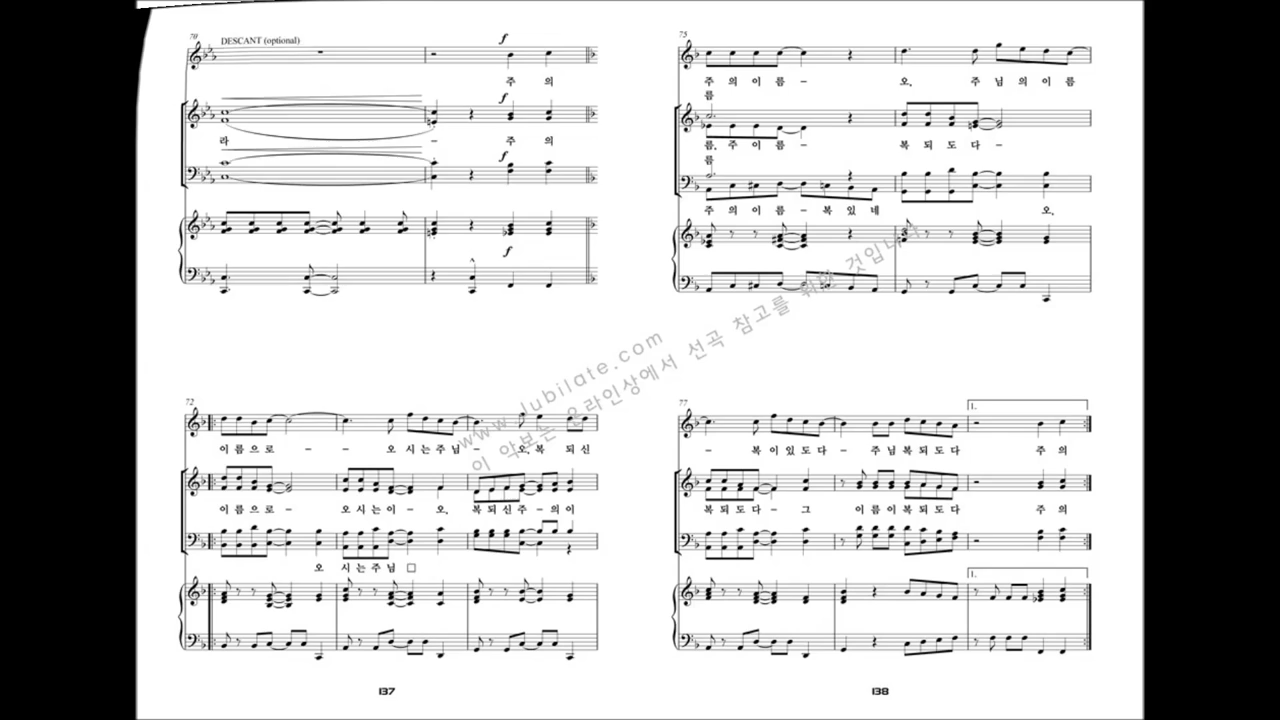 70
DESCANT (optional)
f
주 의
f
라 - 주 의
f
f
72
이 름 으 로 - - 오 시 는 주 님 - 오, 복 되 신
이 름 으 로 - 오 시 는 이 - 오, 복 되 신 주 - 의 이
오 시 는 주 님 □
137
75
주 의 이 름 - 오, 주 님 의 이 름
름
름, 주 이 름 - 복 되 도 다 -
름
주 의 이 름 - 복 있 네 오,
77
1.
- 복 이 있 도 다 - 주 님 복 되 도 다 주 의
복 되 도 다 - 그 이 름 이 복 되 도 다 주 의
1.
138
www.jubilate.com
이 악보는 온라인상에서 선곡 참고를 위한 것입니다